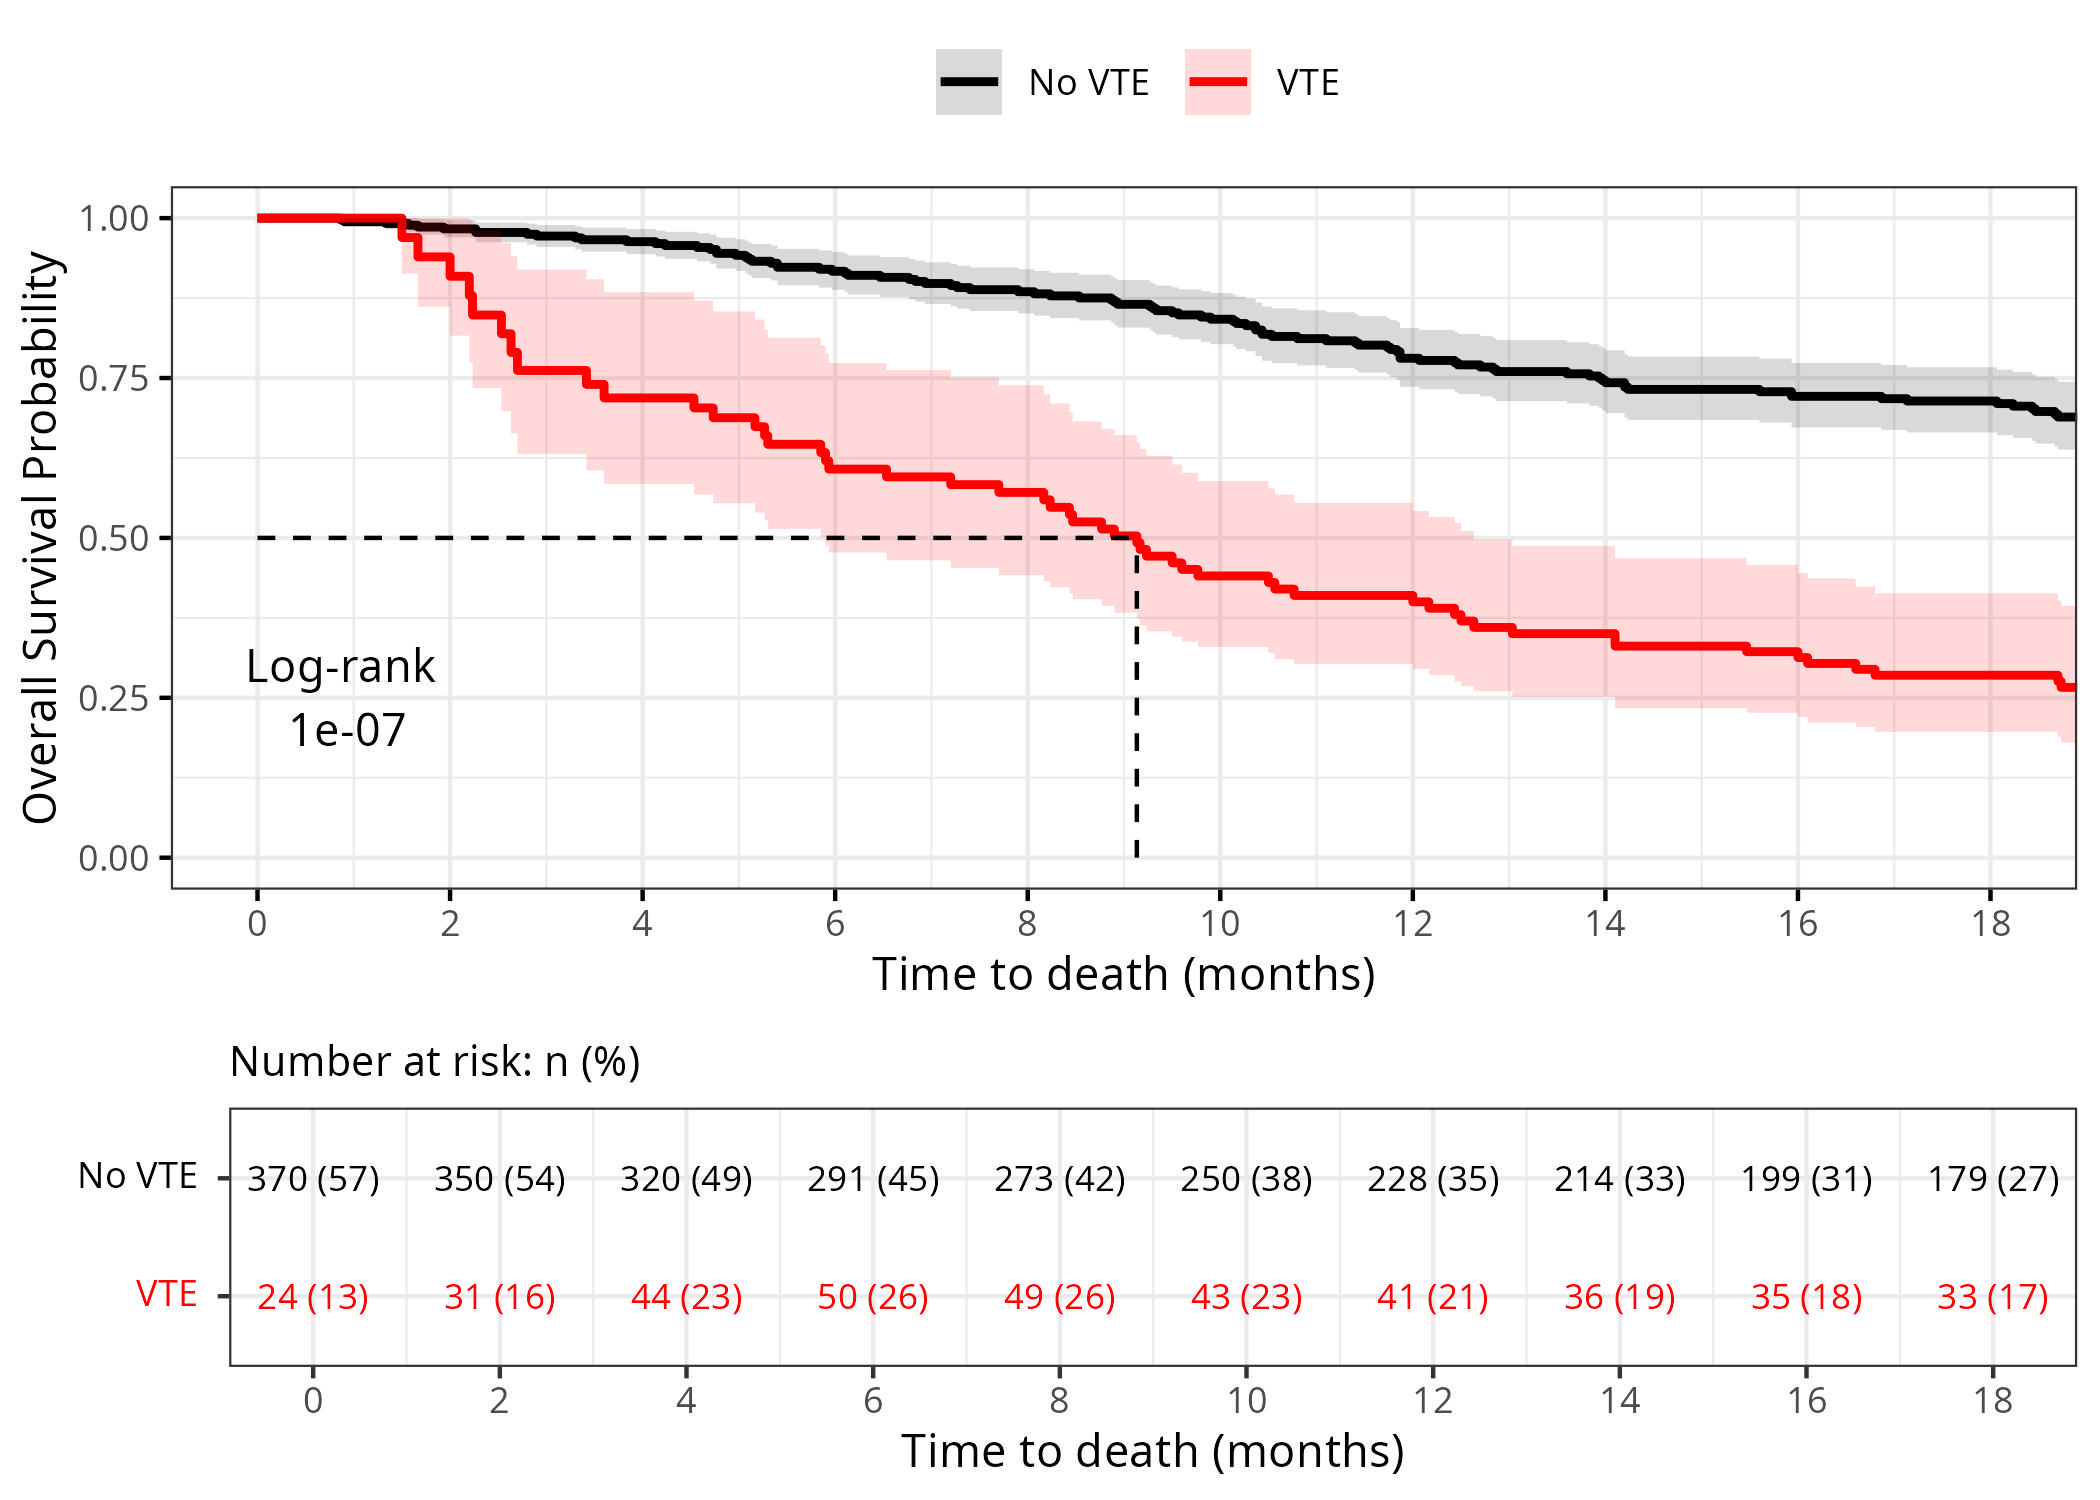 No VTE VTE
Overall Survival Probability
1.00
0.75
0.50
0.25
0.00
Log-rank
1e-07
0 2 4 6 8 10 12 14 16 18
Time to death (months)
Number at risk: n (%)
No VTE 370 (57) 350 (54) 320 (49) 291 (45) 273 (42) 250 (38) 228 (35) 214 (33) 199 (31) 179 (27)
VTE 24 (13) 31 (16) 44 (23) 50 (26) 49 (26) 43 (23) 41 (21) 36 (19) 35 (18) 33 (17)
0 2 4 6 8 10 12 14 16 18
Time to death (months)